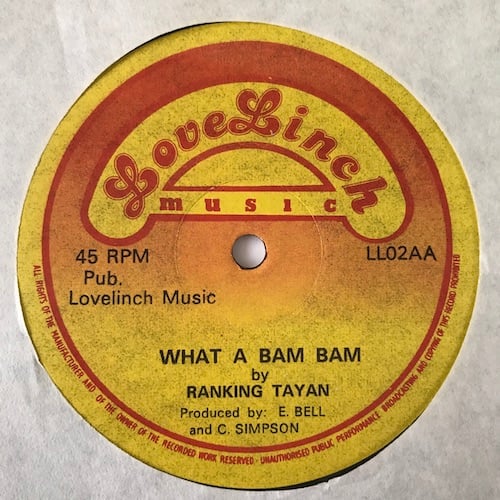 LoveLinch
music
45 RPM
LL02AA
Pub.
Lovelinch Music
WHAT A BAM BAM
by
RANKING TAYAN
Produced by: E. BELL
and C. SIMPSON
ALL RIGHTS OF THE MANUFACTURER AND OF THE OWNER OF THE RECORDED WORK RESERVED · UNAUTHORISED PUBLIC PERFORMANCE BROADCASTING AND COPYING OF THIS RECORD PROHIBITED